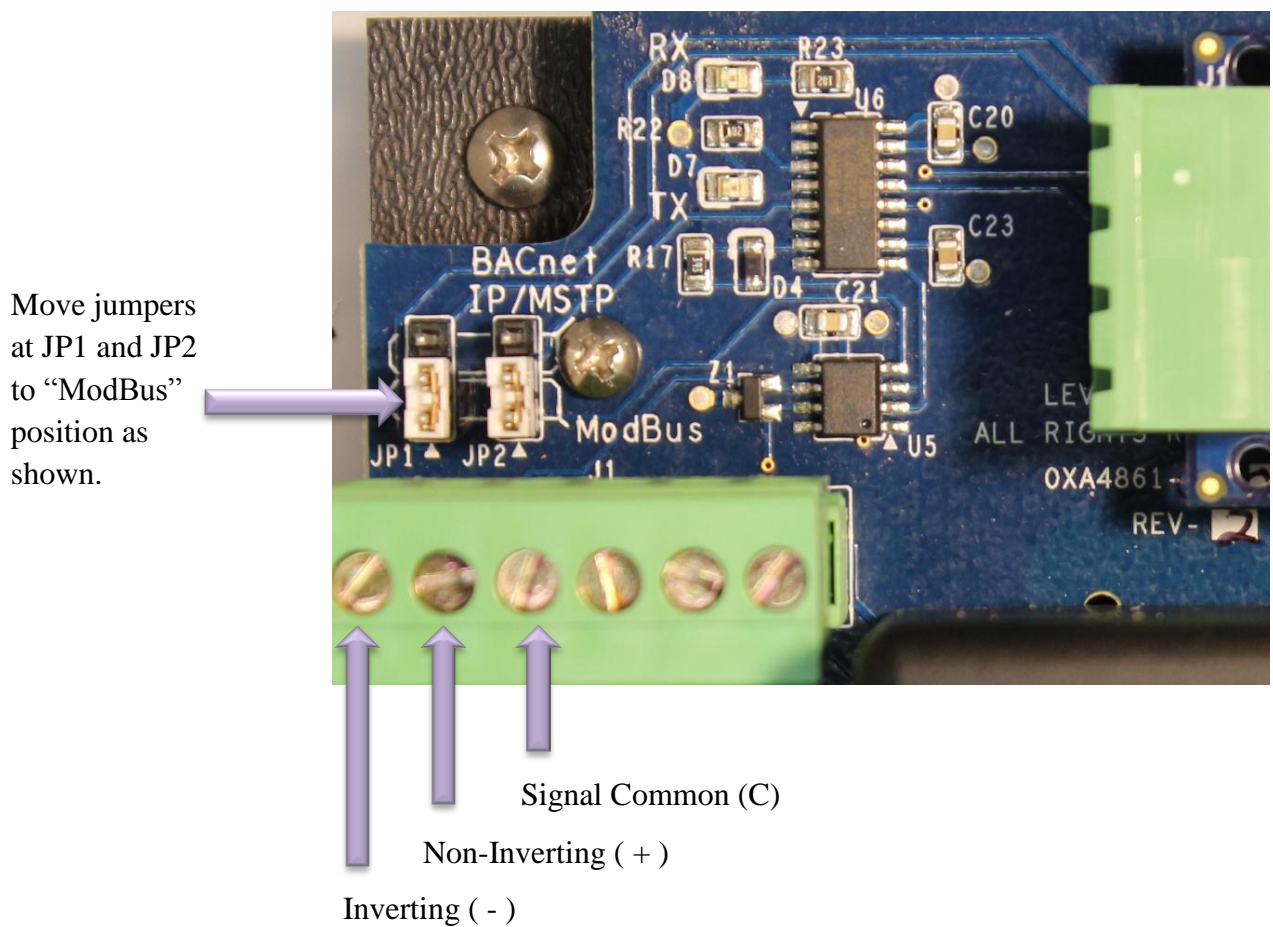 Move jumpers
at JP1 and JP2
to “ModBus”
position as
shown.
RX
R23
D8
J1
U6
R22
C20
D7
TX
C23
R17
BACnet
IP/MSTP
D4
C21
Z1
ModBus
LEV
ALL RIGHTS R
U5
JP1
JP2
J1
0XA4861-
REV-
Signal Common (C)
Non-Inverting ( + )
Inverting ( - )